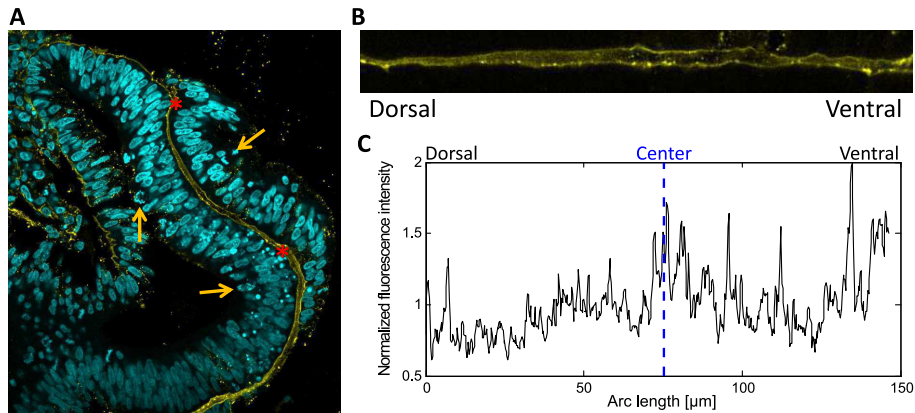 A
B
Dorsal Ventral
C
Dorsal Center Ventral
2
1.5
1
0.5
0 50 100 150
Normalized fluorescence intensity
Arc length [µm]